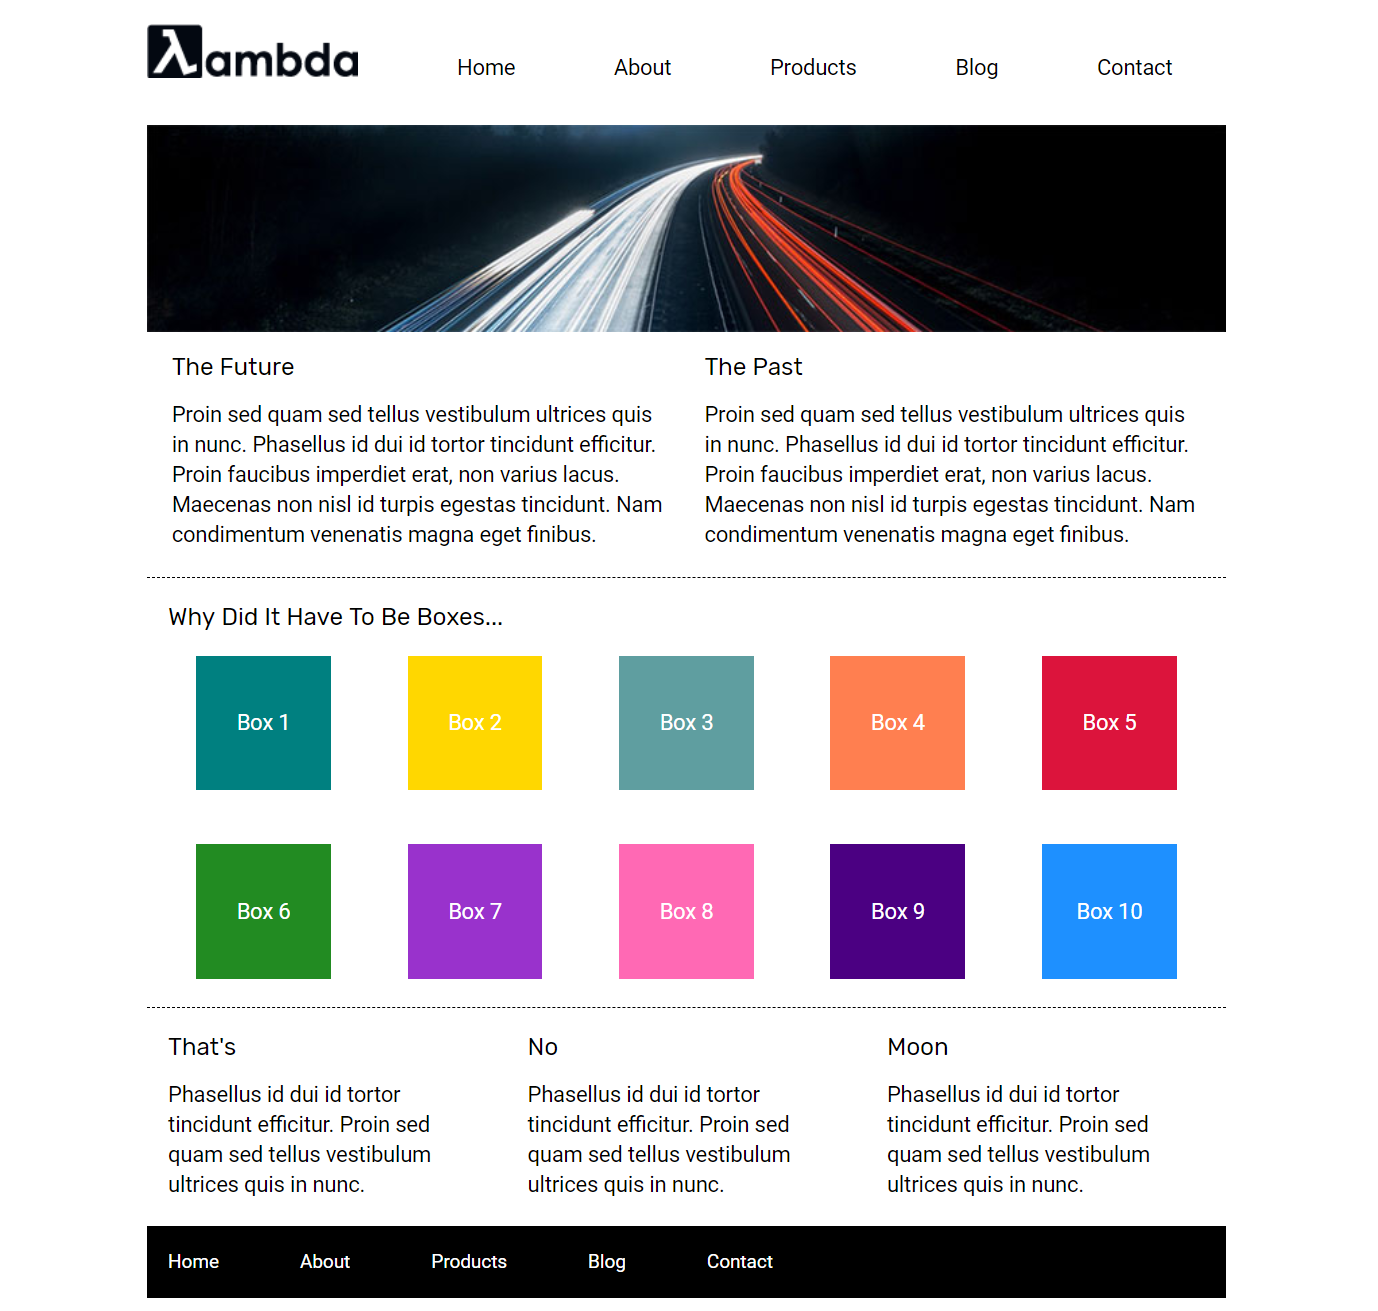 λambda
Home About Products Blog Contact
The Future
Proin sed quam sed tellus vestibulum ultrices quis
in nunc. Phasellus id dui id tortor tincidunt efficitur.
Proin faucibus imperdiet erat, non varius lacus.
Maecenas non nisl id turpis egestas tincidunt. Nam
condimentum venenatis magna eget finibus.
The Past
Proin sed quam sed tellus vestibulum ultrices quis
in nunc. Phasellus id dui id tortor tincidunt efficitur.
Proin faucibus imperdiet erat, non varius lacus.
Maecenas non nisl id turpis egestas tincidunt. Nam
condimentum venenatis magna eget finibus.
Why Did It Have To Be Boxes...
Box 1 Box 2 Box 3 Box 4 Box 5
Box 6 Box 7 Box 8 Box 9 Box 10
That's
Phasellus id dui id tortor
tincidunt efficitur. Proin sed
quam sed tellus vestibulum
ultrices quis in nunc.
No
Phasellus id dui id tortor
tincidunt efficitur. Proin sed
quam sed tellus vestibulum
ultrices quis in nunc.
Moon
Phasellus id dui id tortor
tincidunt efficitur. Proin sed
quam sed tellus vestibulum
ultrices quis in nunc.
Home About Products Blog Contact